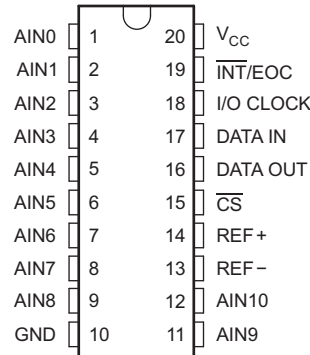 AIN0 1 20 VCC
AIN1 2 19 INT/EOC
AIN2 3 18 I/O CLOCK
AIN3 4 17 DATA IN
AIN4 5 16 DATA OUT
AIN5 6 15 CS
AIN6 7 14 REF+
AIN7 8 13 REF−
AIN8 9 12 AIN10
GND 10 11 AIN9